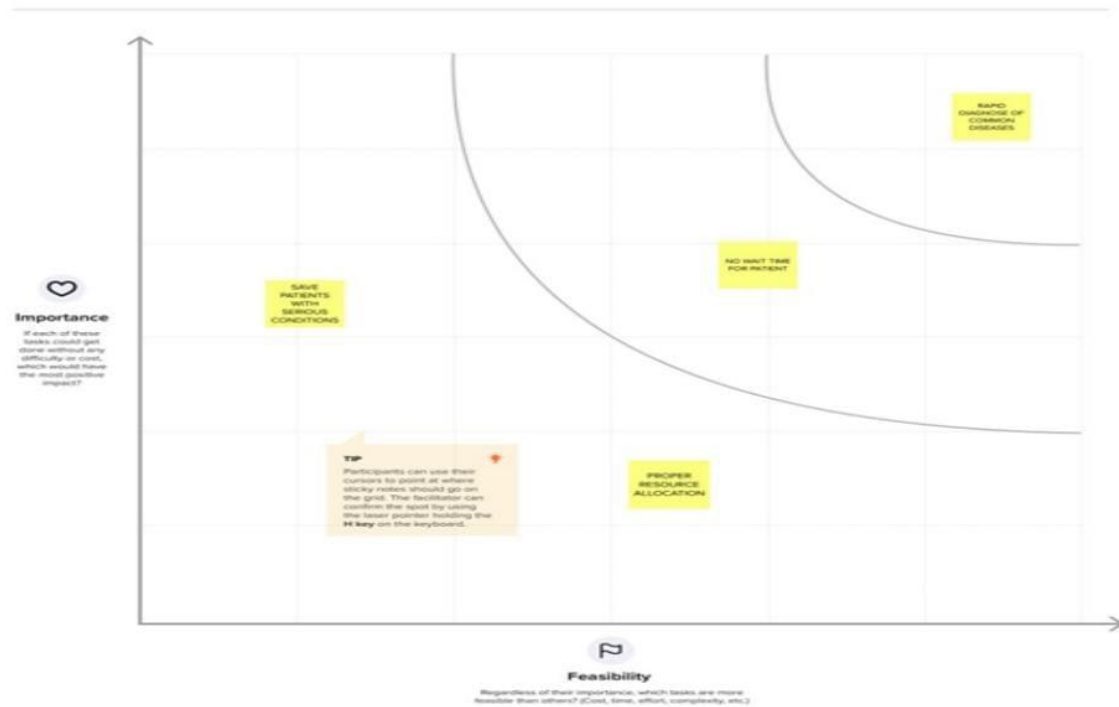 RAPID
DIAGNOSE OF
COMMON
DISEASES
NO WAIT TIME
FOR PATIENT
SAVE
PATIENTS
WITH
SERIOUS
CONDITIONS
Importance
If each of these
tasks could get
done without any
difficulty or cost,
which would have
the most positive
impact?
TIP
Participants can use their
cursors to point at where
sticky notes should go on
the grid. The facilitator can
confirm the spot by using
the laser pointer holding the
H key on the keyboard.
PROPER
RESOURCE
ALLOCATION
Feasibility
Regardless of their importance, which tasks are more
feasible than others? (Cost, time, effort, complexity, etc.)